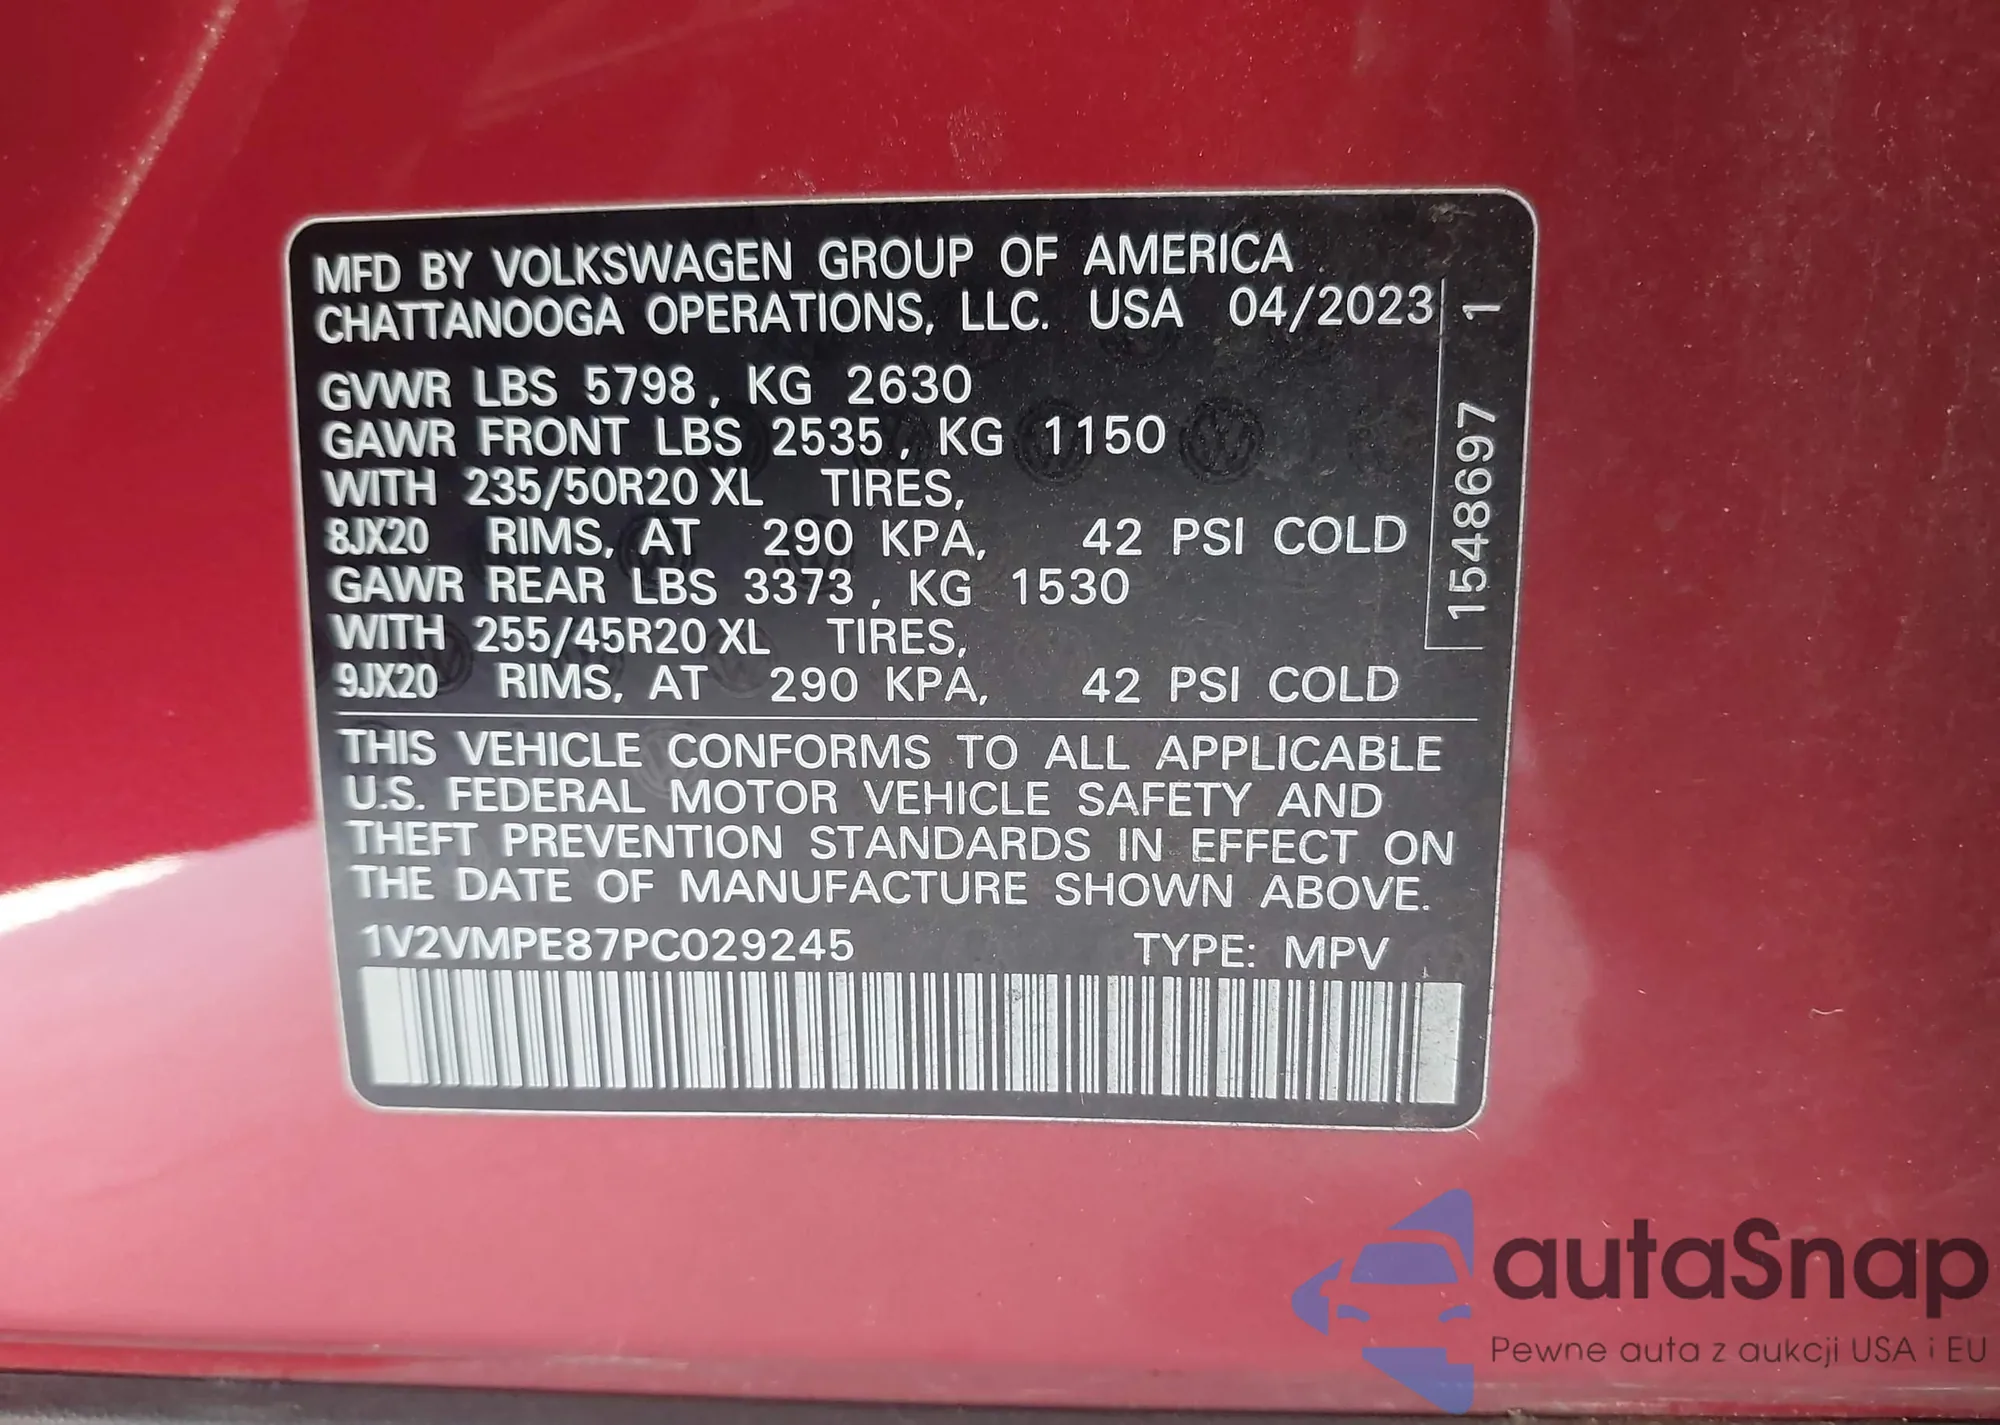 MFD BY VOLKSWAGEN GROUP OF AMERICA
CHATTANOOGA OPERATIONS, LLC. USA 04/2023
GVWR LBS 5798, KG 2630
GAWR FRONT LBS 2535, KG 1150
WITH 235/50R20 XL TIRES,
8JX20 RIMS, AT 290 KPA, 42 PSI COLD
GAWR REAR LBS 3373, KG 1530
WITH 255/45R20 XL TIRES,
9JX20 RIMS, AT 290 KPA, 42 PSI COLD
1548697 1
THIS VEHICLE CONFORMS TO ALL APPLICABLE
U.S. FEDERAL MOTOR VEHICLE SAFETY AND
THEFT PREVENTION STANDARDS IN EFFECT ON
THE DATE OF MANUFACTURE SHOWN ABOVE.
1V2VMPE87PC029245 TYPE: MPV
autaSnap
Pewne auta z aukcji USA i EU